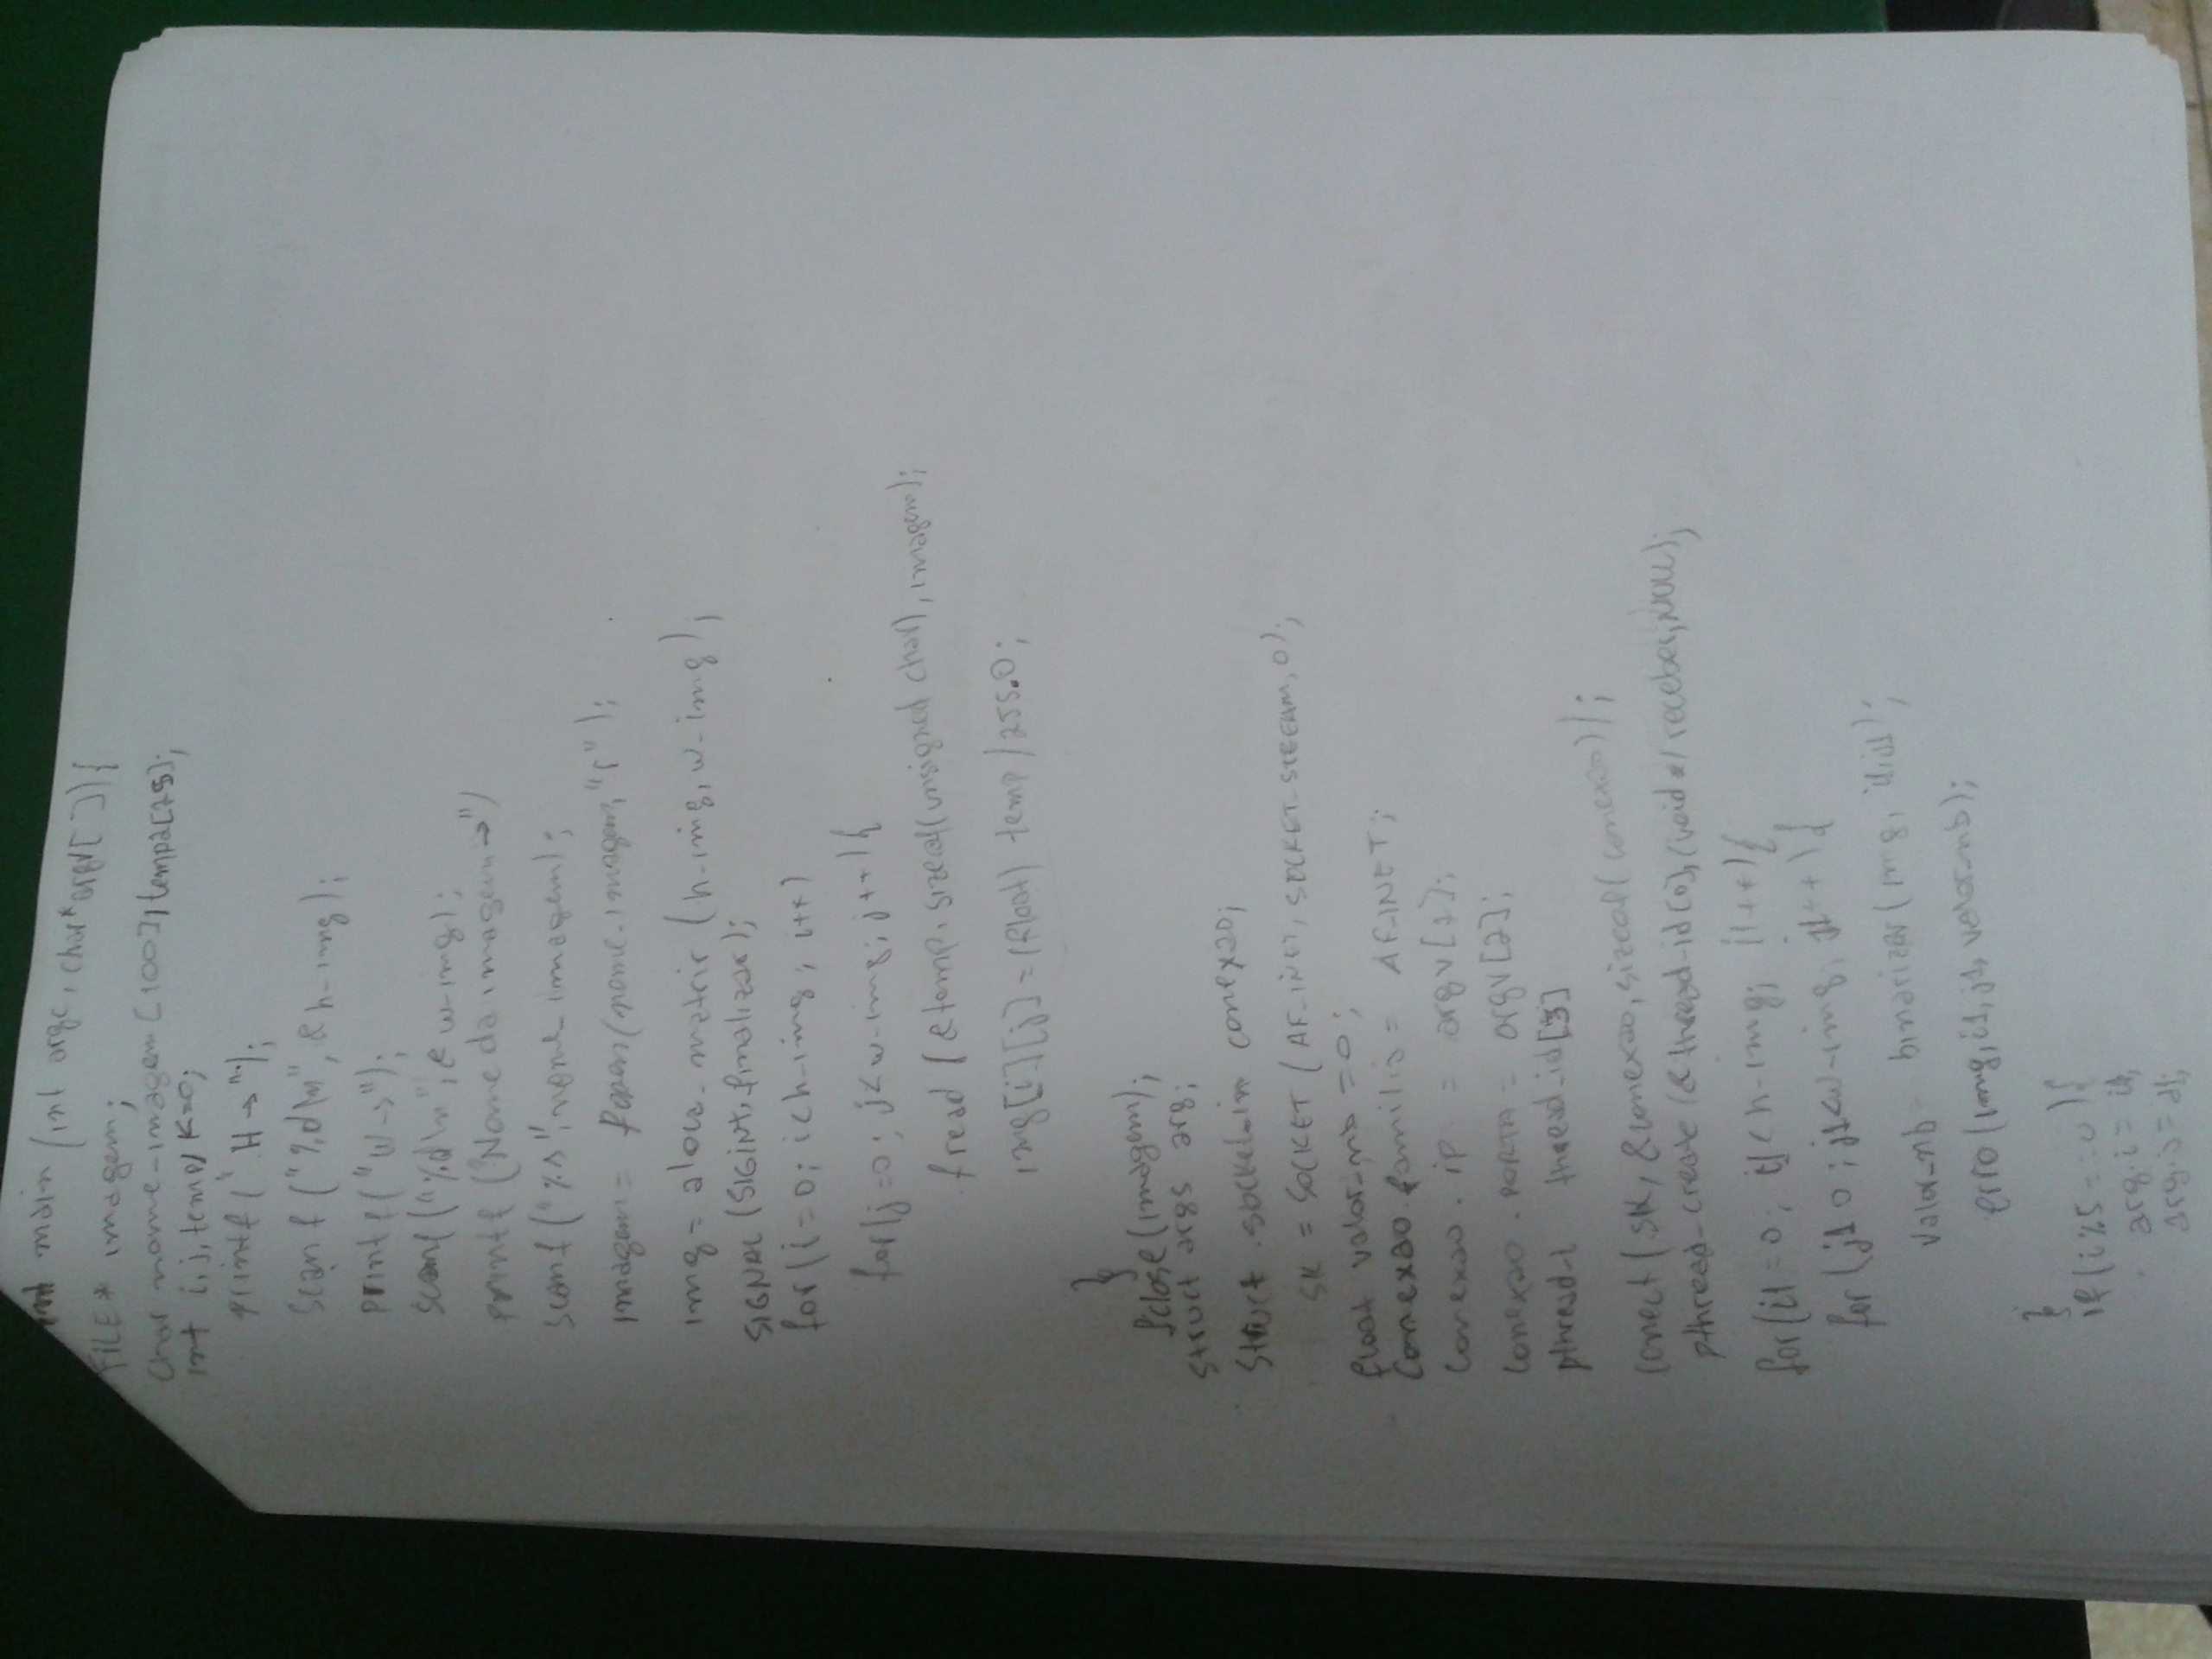 int main (int argc, char* argv[ ]){
FILE* imagem;
char nome-imagem [100], temp2[25];
int i, j, temp, K=0;
printf (" H → ");
scanf ("%d\n", &h-img);
printf ("W →");
scanf ("%d\n", & w-img);
printf ("Nome da imagem →")
scanf ("%s", nome-imagem);
imagem = fopen(nome-imagem, "r" );
img = aloca-matriz (h-img, w-img);
SIGNAL (SIGINT, finalizar);
for (i=0; i<h-img; i++)
for (j=0; j<w-img; j++){
fread (&temp, sizeof(unsigned char), imagem);
img[i][j] = (float) temp /255.0;
}
fclose (imagem);
struct args arg;
struct socket-in conexao;
SK = SOCKET (AF-INET, SOCKET-STREAM, 0);
float valor-nb = 0;
Conexao.familia = AF-INET;
Conexao.ip = argv[1];
Conexao.PORTA = argv[2];
pthread-t thread-id[3]
conect (SK, &conexao, sizeof( conexao));
pthread-create (& thread-id[0], (void *) receber, NULL);
for (i1=0; i1<h-img; i1++){
for (j1 0; j1<w-img; j1++){
valor-nb = binarizar (img, i1,j1);
erro (img, i1, j1, valor-nb);
}
if (i%5==0){
arg.i = i1;
arg.j = j1;